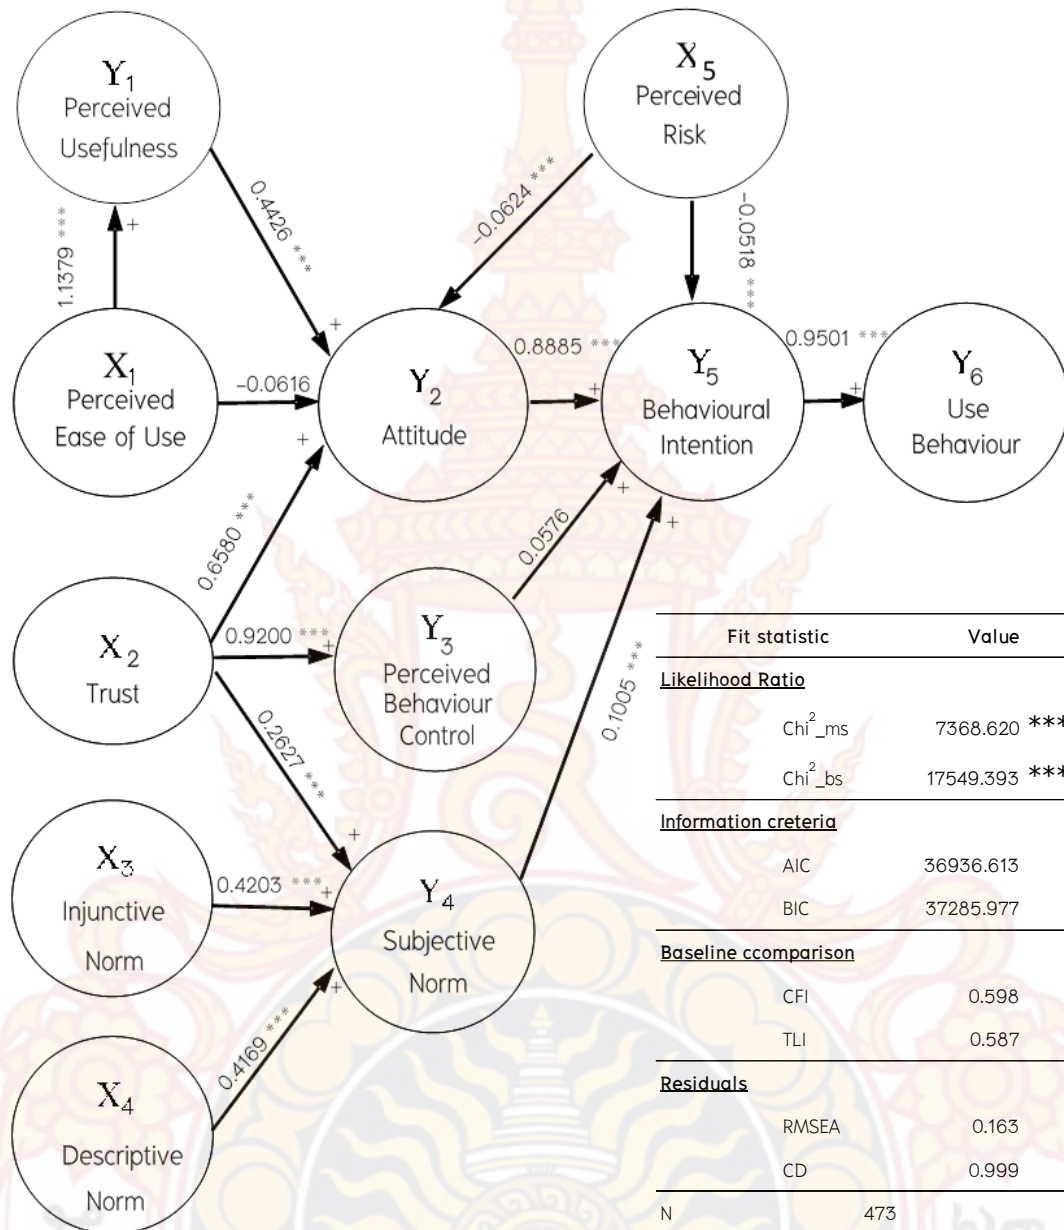 Y1
Perceived
Usefulness
X5
Perceived
Risk
1.1379 ***
+
0.4426 ***
+
-0.0624 ***
-0.0518 ***
X1
Perceived
Ease of Use
-0.0616
Y2
Attitude
0.8885 ***
+
Y5
Behavioural
Intention
0.9501 ***
+
Y6
Use
Behaviour
+
0.6580 ***
0.0576
+
+
X2
Trust
0.9200 ***
+
Y3
Perceived
Behaviour
Control
0.1005 ***
0.2627 ***
+
X3
Injunctive
Norm
0.4203 ***
+
Y4
Subjective
Norm
+
0.4169 ***
X4
Descriptive
Norm
Fit statistic Value
Likelihood Ratio
Chi2_ms 7368.620 ***
Chi2_bs 17549.393 ***
Information creteria
AIC 36936.613
BIC 37285.977
Baseline ccomparison
CFI 0.598
TLI 0.587
Residuals
RMSEA 0.163
CD 0.999
N 473